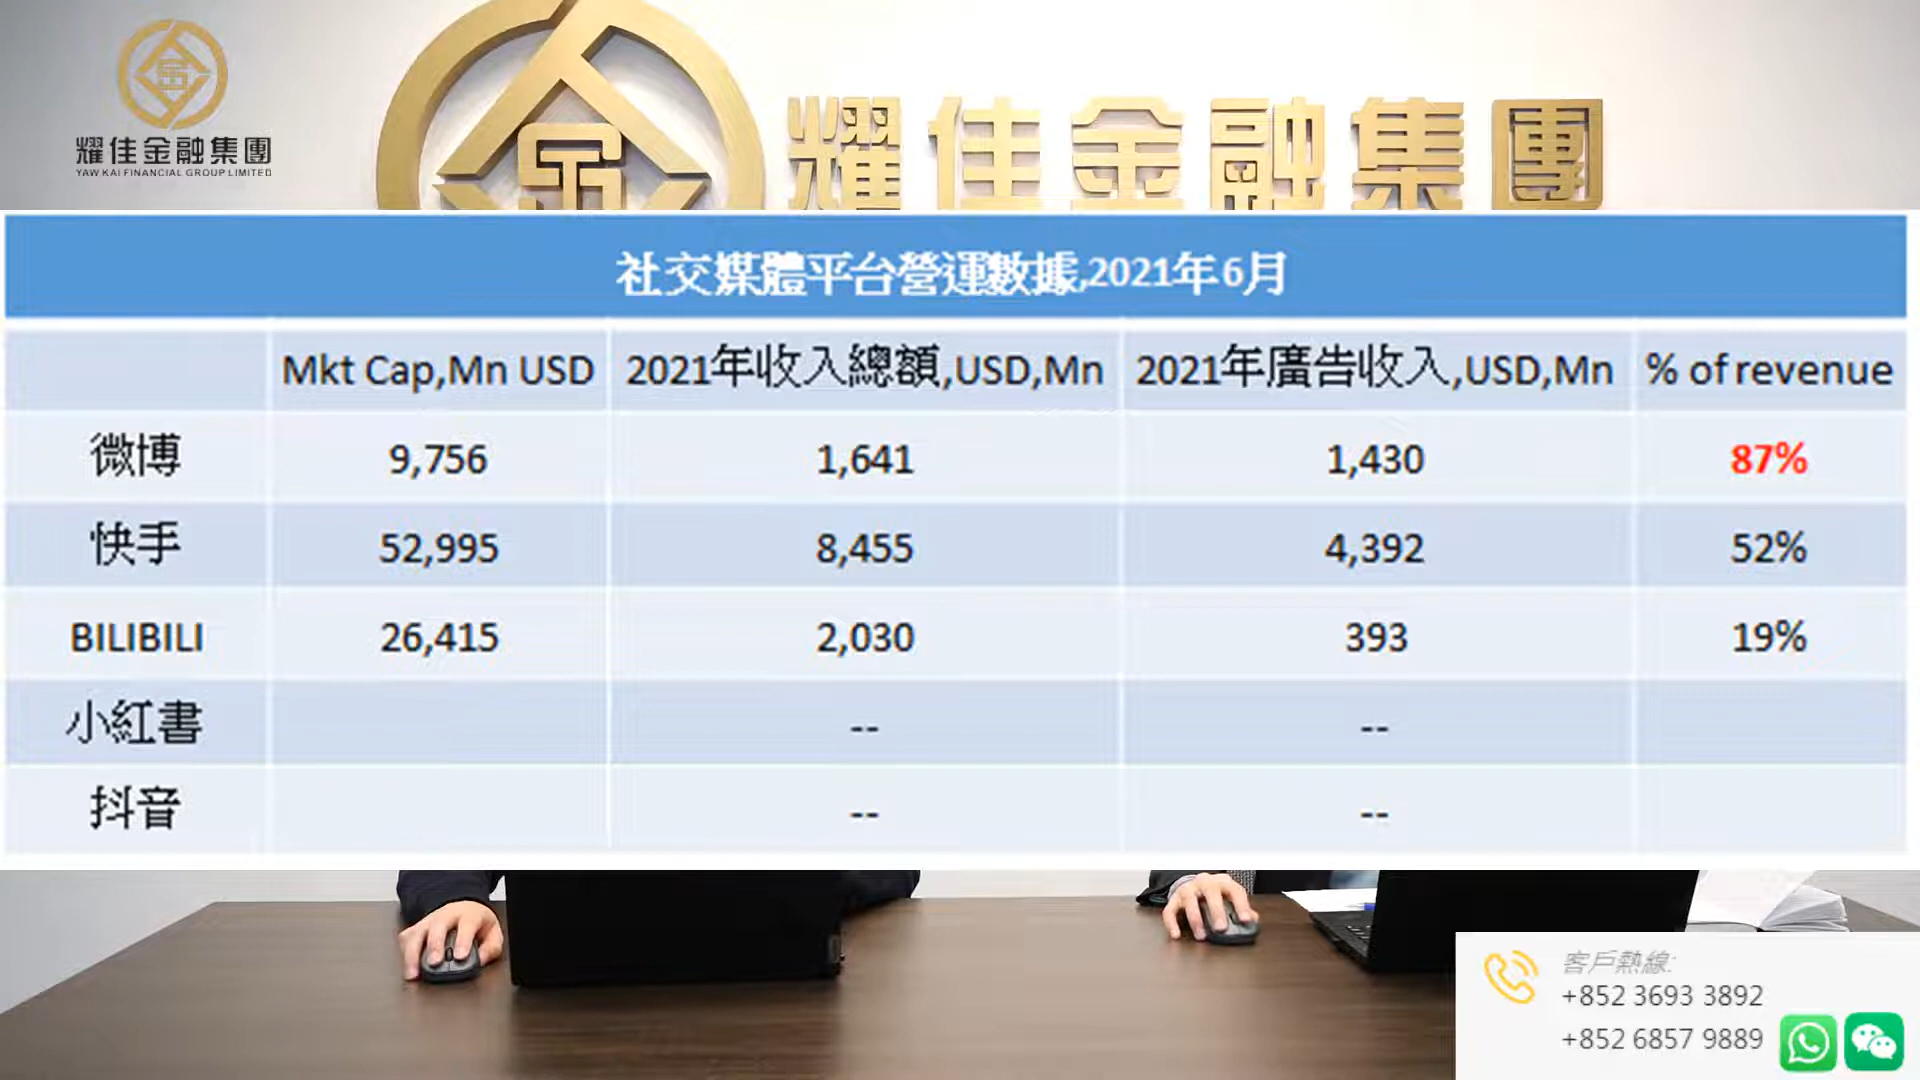 耀佳金融集團
YAW KAI FINANCIAL GROUP LIMITED
耀佳金融集團
社交媒體平台營運數據,2021年6月
Mkt Cap,Mn USD 2021年收入總額,USD,Mn 2021年廣告收入,USD,Mn % of revenue
微博 9,756 1,641 1,430 87%
快手 52,995 8,455 4,392 52%
BILIBILI 26,415 2,030 393 19%
小紅書 -- --
抖音 -- --
客戶熱線:
+852 3693 3892
+852 6857 9889